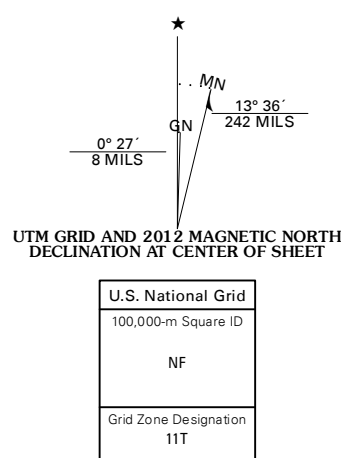 ★
MN
GN
13° 36´
242 MILS
0° 27´
8 MILS
UTM GRID AND 2012 MAGNETIC NORTH
DECLINATION AT CENTER OF SHEET
U.S. National Grid
100,000-m Square ID
NF
Grid Zone Designation
11T